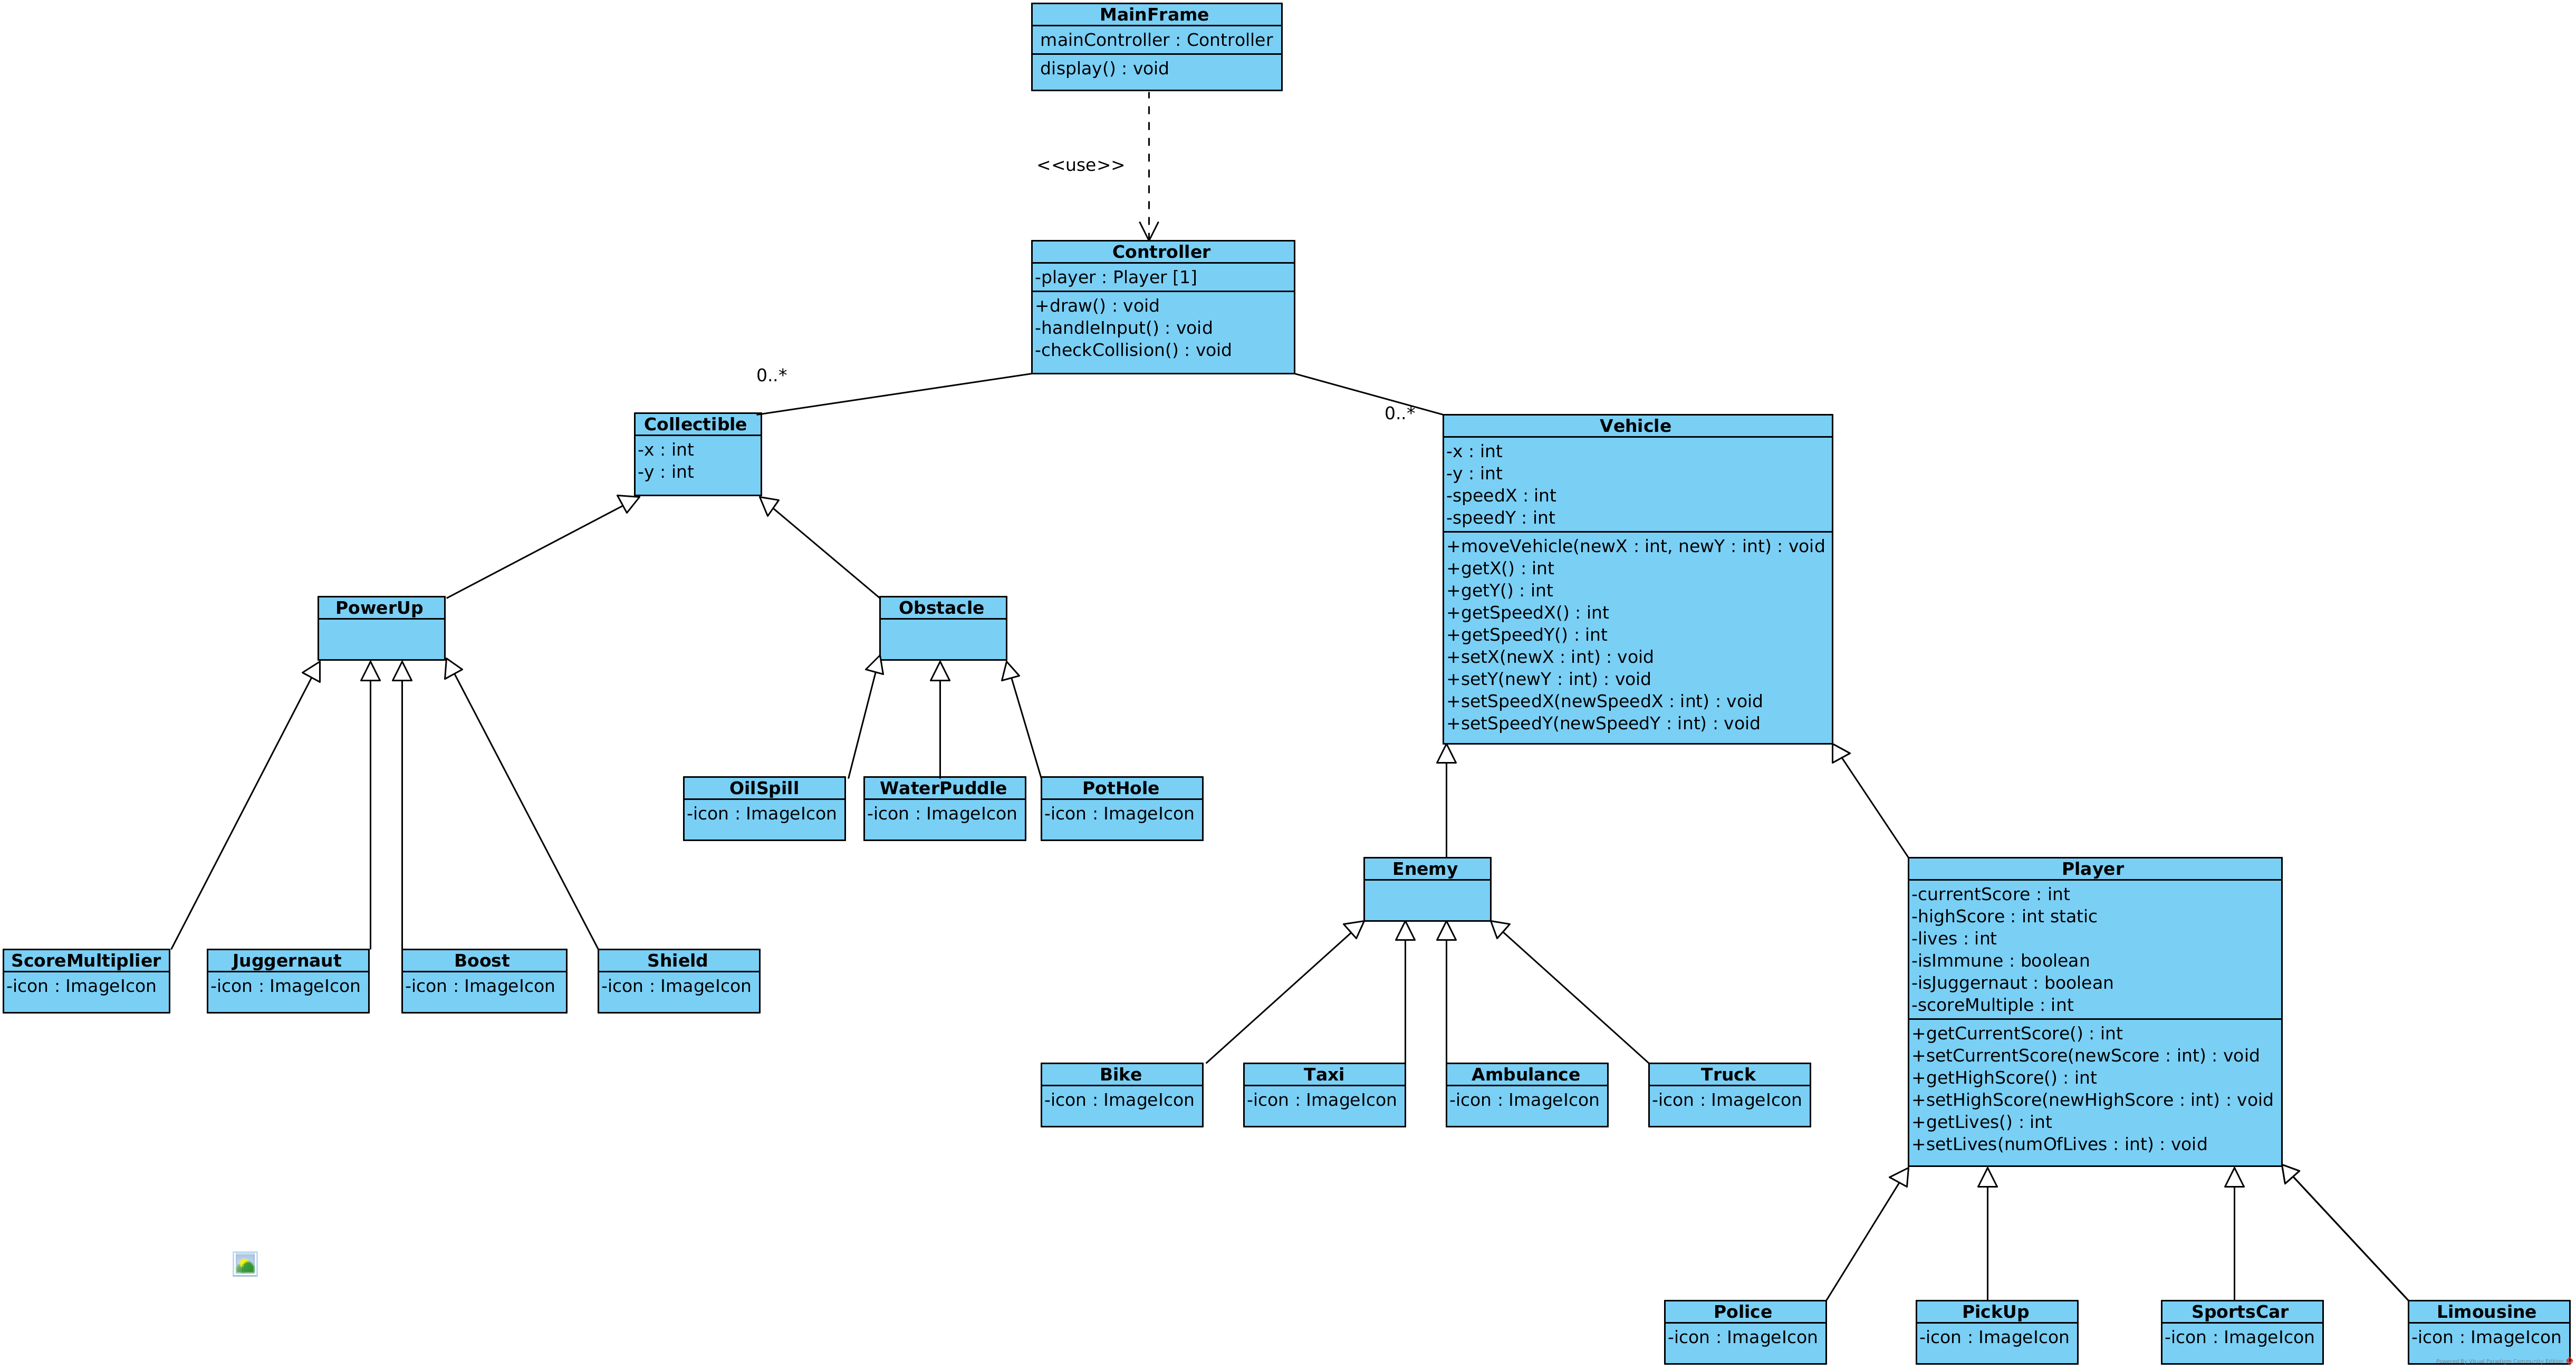 MainFrame
mainController : Controller
display() : void
<<use>>
Controller
-player : Player [1]
+draw() : void
-handleInput() : void
-checkCollision() : void
0..*
0..*
Collectible
-x : int
-y : int
Vehicle
-x : int
-y : int
-speedX : int
-speedY : int
+moveVehicle(newX : int, newY : int) : void
+getX() : int
+getY() : int
+getSpeedX() : int
+getSpeedY() : int
+setX(newX : int) : void
+setY(newY : int) : void
+setSpeedX(newSpeedX : int) : void
+setSpeedY(newSpeedY : int) : void
PowerUp
Obstacle
OilSpill
-icon : ImageIcon
WaterPuddle
-icon : ImageIcon
PotHole
-icon : ImageIcon
Enemy
Player
-currentScore : int
-highScore : int static
-lives : int
-isImmune : boolean
-isJuggernaut : boolean
-scoreMultiple : int
+getCurrentScore() : int
+setCurrentScore(newScore : int) : void
+getHighScore() : int
+setHighScore(newHighScore : int) : void
+getLives() : int
+setLives(numOfLives : int) : void
ScoreMultiplier
-icon : ImageIcon
Juggernaut
-icon : ImageIcon
Boost
-icon : ImageIcon
Shield
-icon : ImageIcon
Bike
-icon : ImageIcon
Taxi
-icon : ImageIcon
Ambulance
-icon : ImageIcon
Truck
-icon : ImageIcon
Police
-icon : ImageIcon
PickUp
-icon : ImageIcon
SportsCar
-icon : ImageIcon
Limousine
-icon : ImageIcon
Powered By Visual Paradigm Community Edition